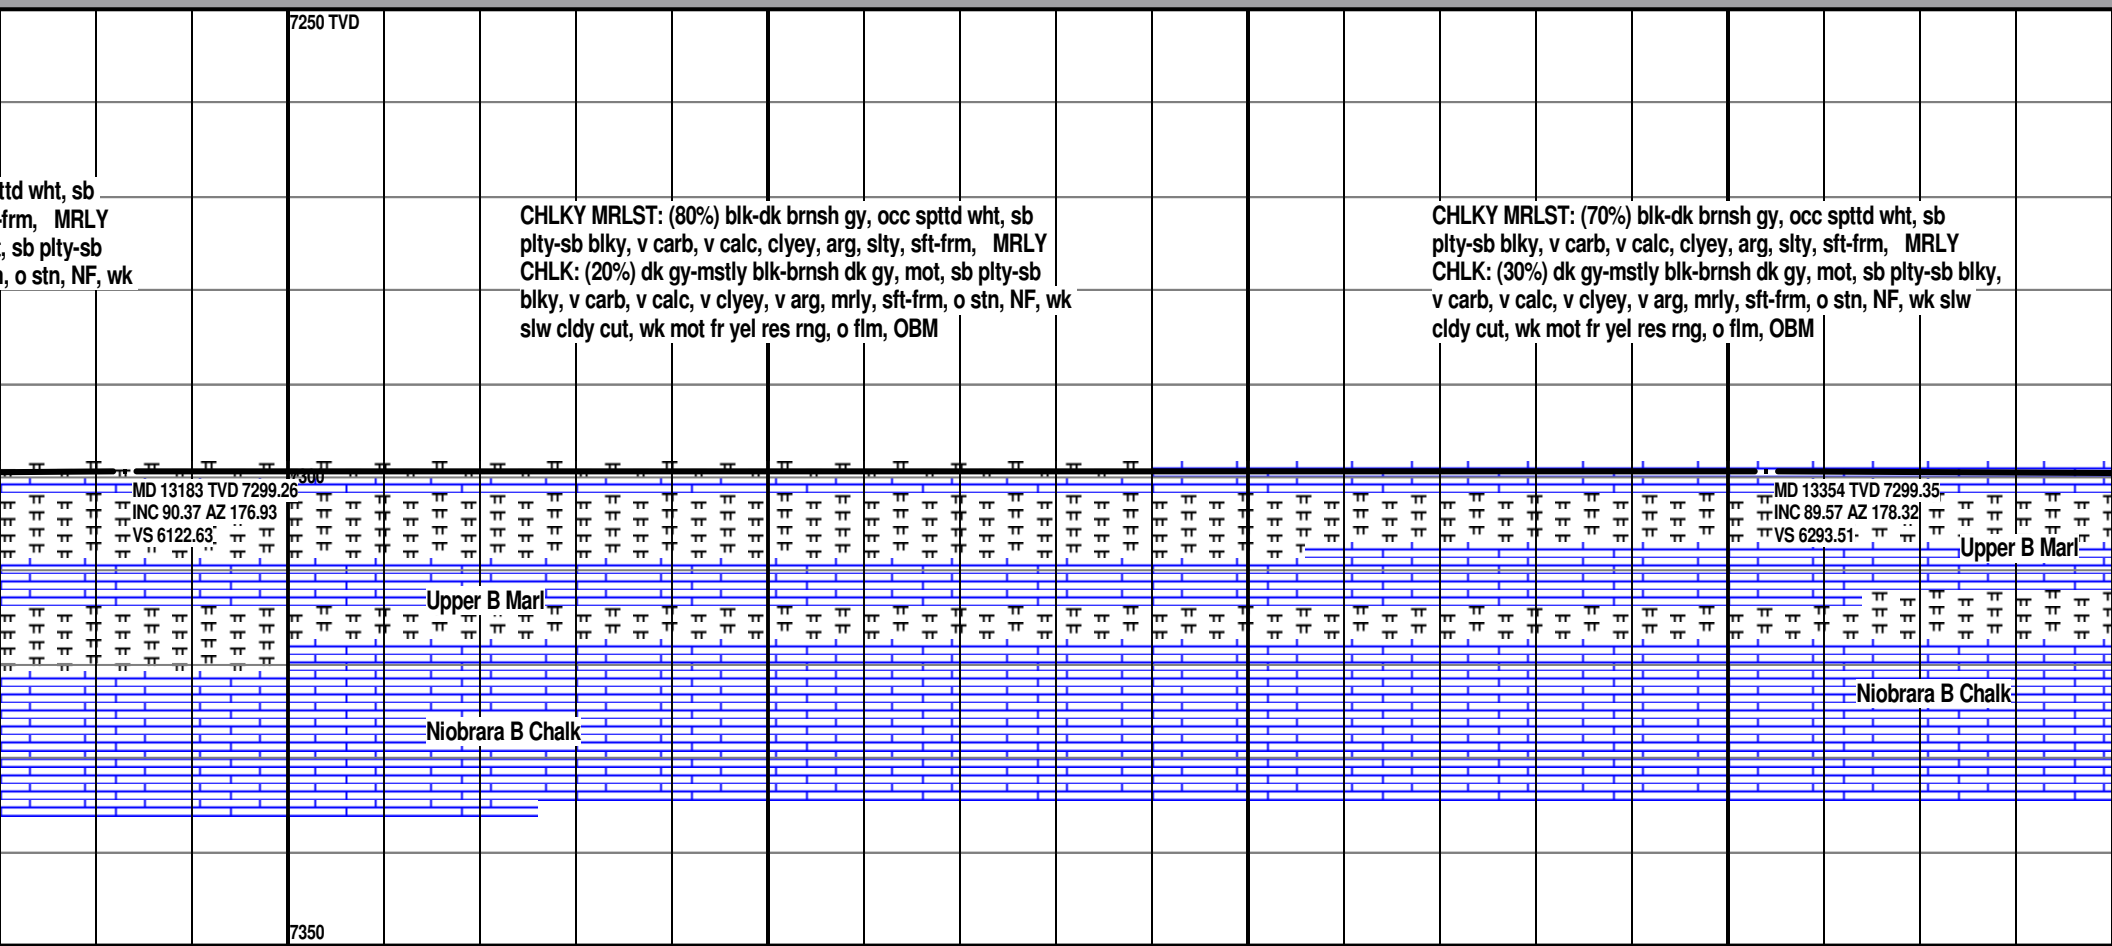 7250 TVD
ttd wht, sb
-frm, MRLY
, sb plty-sb
, o stn, NF, wk
CHLKY MRLST: (80%) blk-dk brnsh gy, occ spttd wht, sb
plty-sb blky, v carb, v calc, clyey, arg, slty, sft-frm, MRLY
CHLK: (20%) dk gy-mstly blk-brnsh dk gy, mot, sb plty-sb
blky, v carb, v calc, v clyey, v arg, mrly, sft-frm, o stn, NF, wk
slw cldy cut, wk mot fr yel res rng, o flm, OBM
CHLKY MRLST: (70%) blk-dk brnsh gy, occ spttd wht, sb
plty-sb blky, v carb, v calc, clyey, arg, slty, sft-frm, MRLY
CHLK: (30%) dk gy-mstly blk-brnsh dk gy, mot, sb plty-sb blky,
v carb, v calc, v clyey, v arg, mrly, sft-frm, o stn, NF, wk slw
cldy cut, wk mot fr yel res rng, o flm, OBM
7300
MD 13183 TVD 7299.26
INC 90.37 AZ 176.93
VS 6122.63
MD 13354 TVD 7299.35
INC 89.57 AZ 178.32
VS 6293.51
Upper B Marl
Upper B Marl
Niobrara B Chalk
Niobrara B Chalk
7350